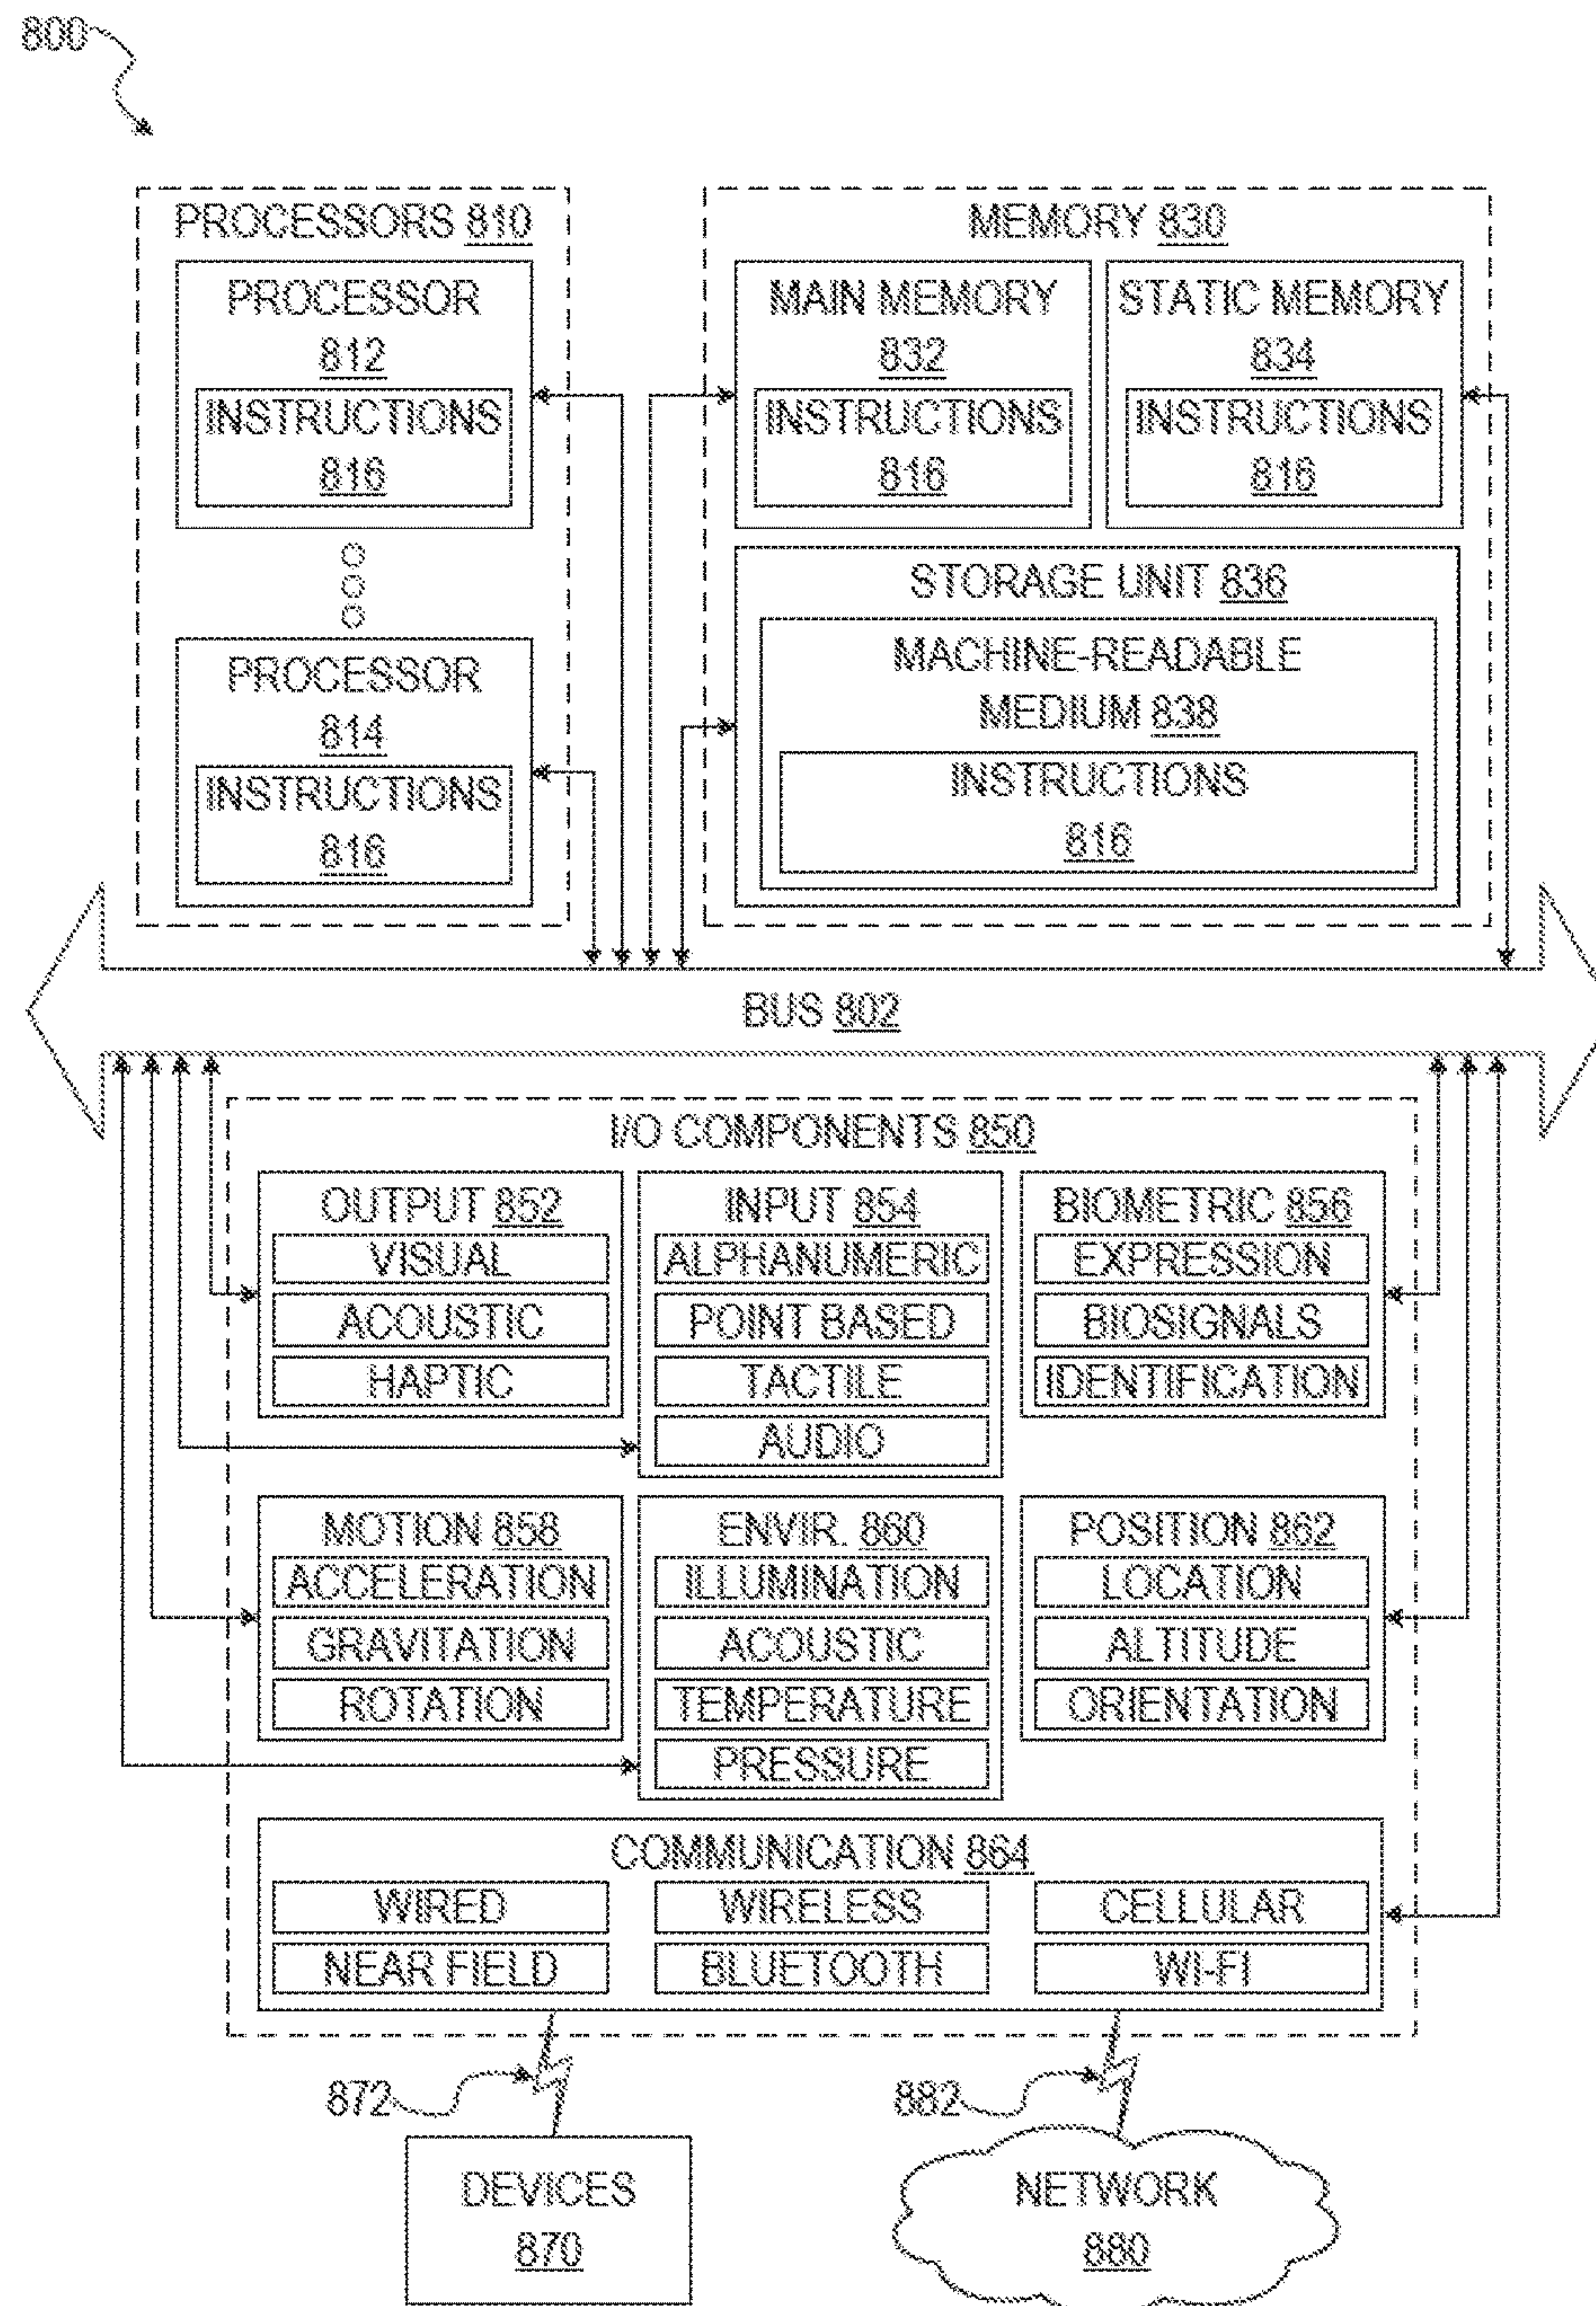 800
PROCESSORS 810
PROCESSOR
812
INSTRUCTIONS
816
PROCESSOR
814
INSTRUCTIONS
816
MEMORY 830
MAIN MEMORY
832
INSTRUCTIONS
816
STATIC MEMORY
834
INSTRUCTIONS
816
STORAGE UNIT 836
MACHINE-READABLE
MEDIUM 838
INSTRUCTIONS
816
BUS 802
I/O COMPONENTS 850
OUTPUT 852
VISUAL
ACOUSTIC
HAPTIC
INPUT 854
ALPHANUMERIC
POINT BASED
TACTILE
AUDIO
BIOMETRIC 856
EXPRESSION
BIOSIGNALS
IDENTIFICATION
MOTION 858
ACCELERATION
GRAVITATION
ROTATION
ENVIR. 860
ILLUMINATION
ACOUSTIC
TEMPERATURE
PRESSURE
POSITION 862
LOCATION
ALTITUDE
ORIENTATION
COMMUNICATION 864
WIRED
WIRELESS
CELLULAR
NEAR FIELD
BLUETOOTH
WI-FI
872
882
DEVICES
870
NETWORK
880